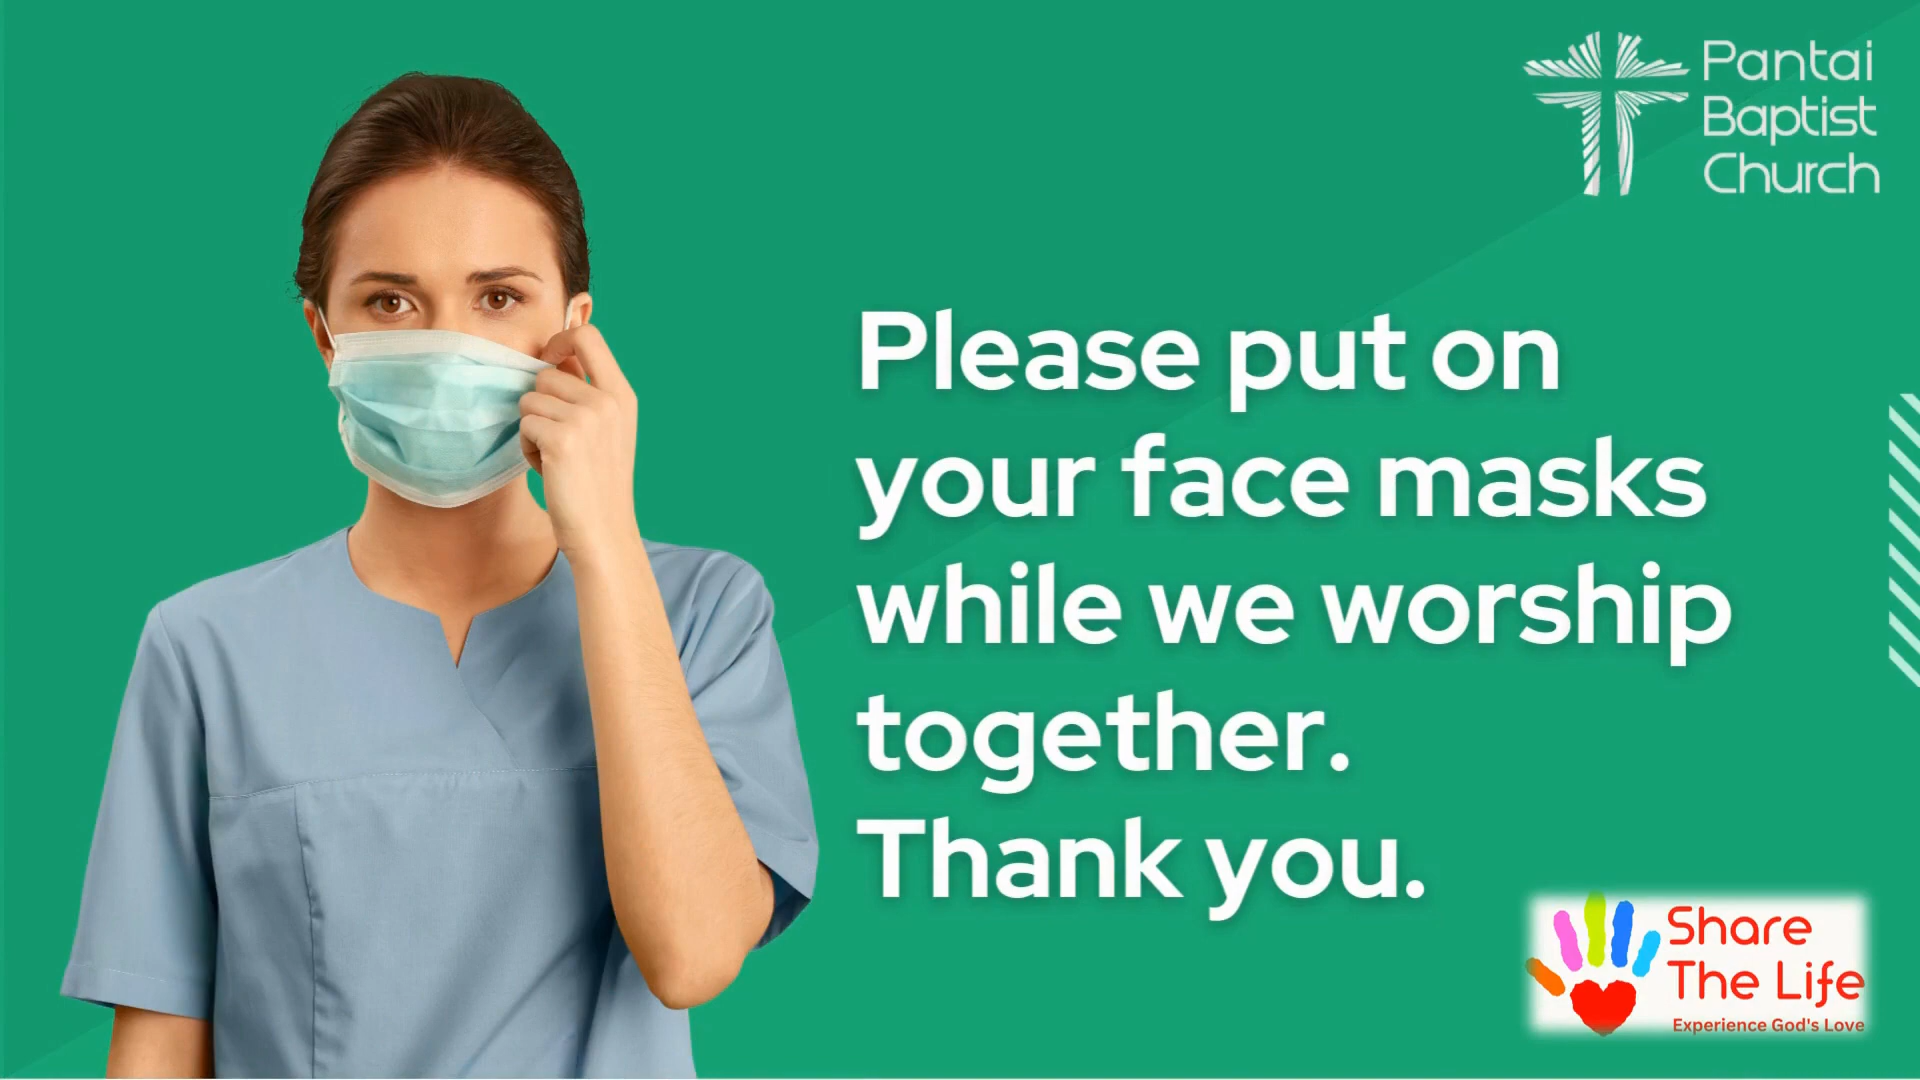 Pantai
Baptist
Church
Please put on
your face masks
while we worship
together.
Thank you.
Share
The Life
Experience God's Love